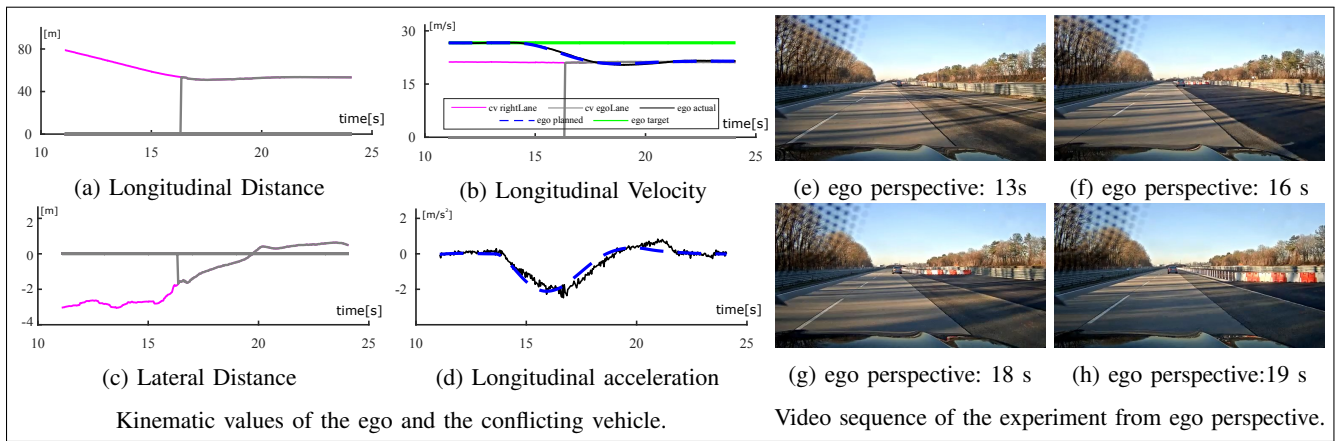 [m]
80
40
0
time[s]
10
15
20
25
(a) Longitudinal Distance
[m/s]
30
15
0
cv rightLane
cv egoLane
ego actual
ego planned
ego target
time[s]
10
15
20
25
(b) Longitudinal Velocity
(e) ego perspective: 13s
(f) ego perspective: 16 s
[m]
2
0
-2
-4
time[s]
10
15
20
25
(c) Lateral Distance
[m/s²]
2
0
-2
time[s]
10
15
20
25
(d) Longitudinal acceleration
(g) ego perspective: 18 s
(h) ego perspective:19 s
Kinematic values of the ego and the conflicting vehicle.
Video sequence of the experiment from ego perspective.